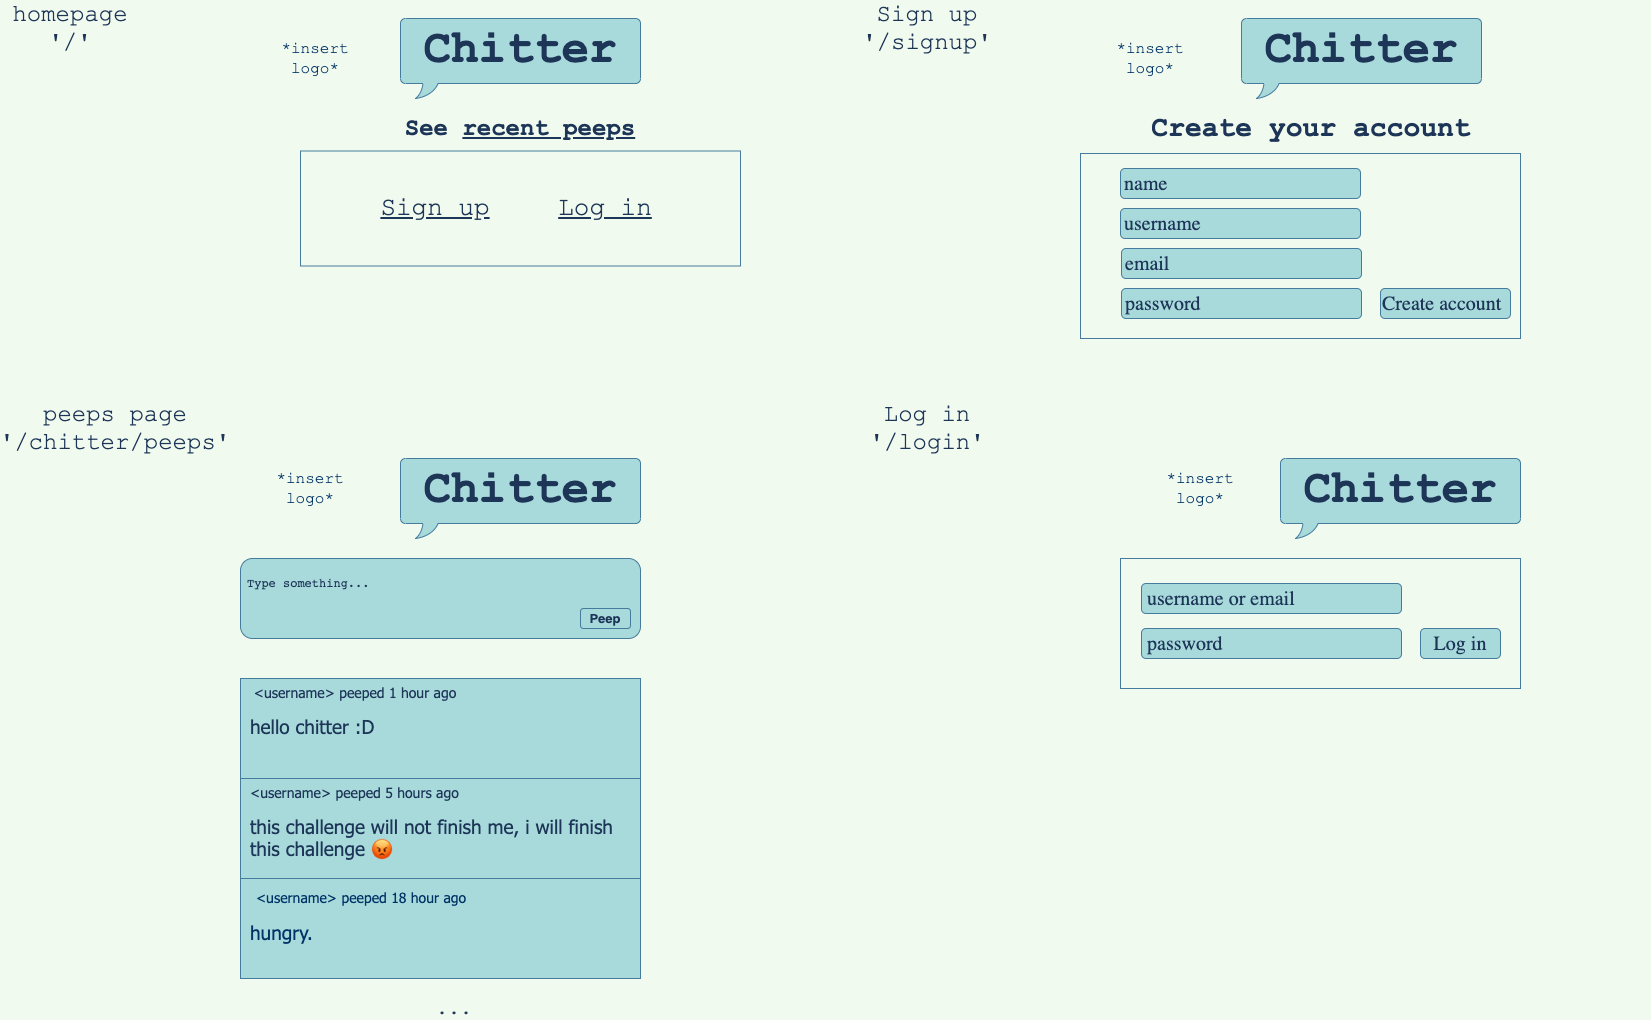 homepage
'/'
*insert
logo*
Chitter
See recent peeps
Sign up
Log in
Sign up
'/signup'
*insert
logo*
Chitter
Create your account
name
username
email
password
Create account
peeps page
'/chitter/peeps'
*insert
logo*
Chitter
Type something...
Peep
<username> peeped 1 hour ago
hello chitter :D
<username> peeped 5 hours ago
this challenge will not finish me, i will finish
this challenge 😡
<username> peeped 18 hour ago
hungry.
...
Log in
'/login'
*insert
logo*
Chitter
username or email
password
Log in